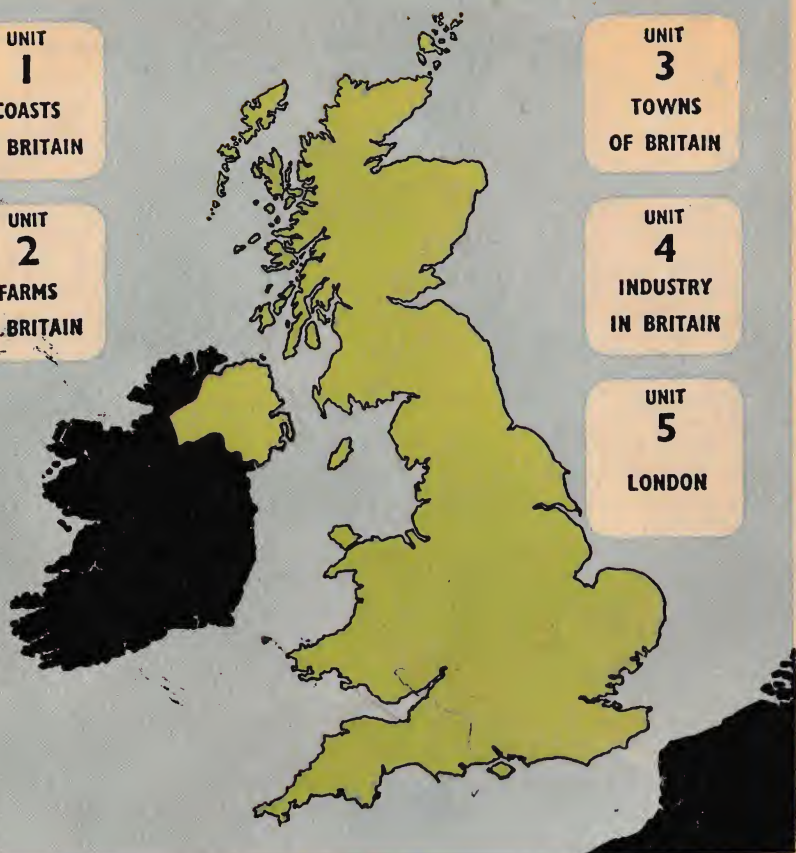 UNIT
1
COASTS
BRITAIN
UNIT
2
FARMS
BRITAIN
UNIT
3
TOWNS
OF BRITAIN
UNIT
4
INDUSTRY
IN BRITAIN
UNIT
5
LONDON